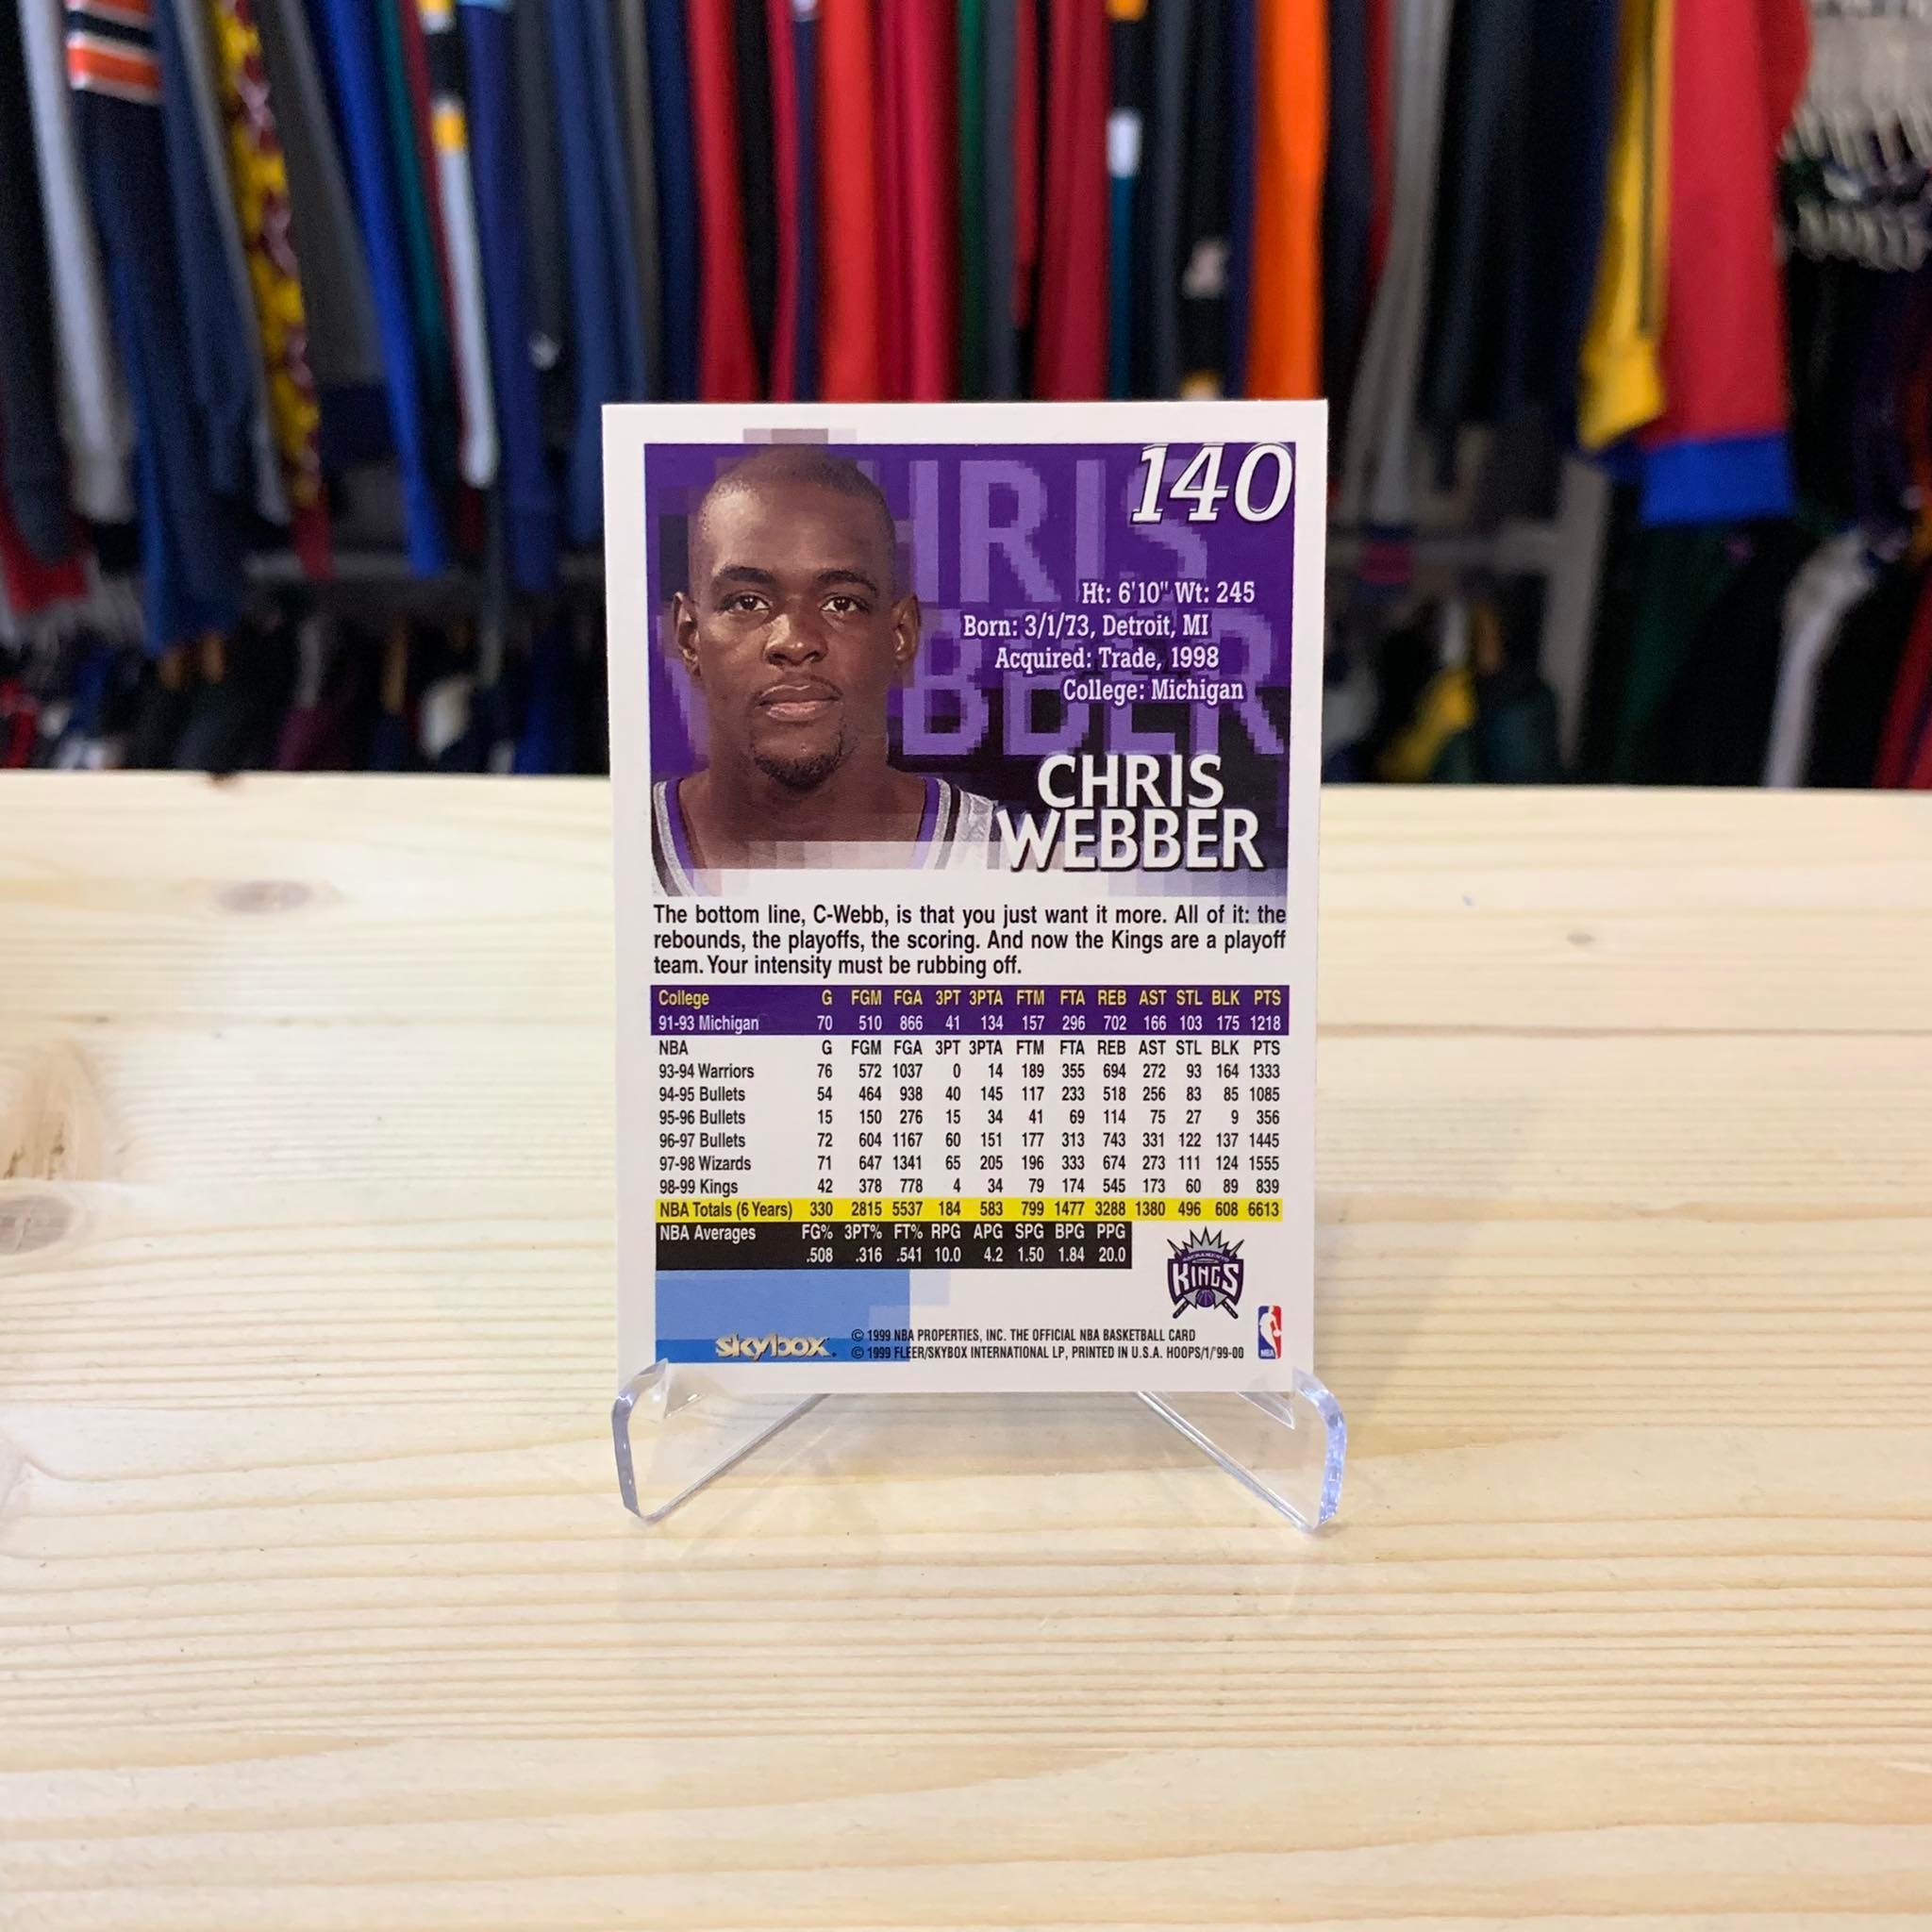 140
CHRIS
WEBBER
Ht: 6'10" Wt: 245
Born: 3/1/73, Detroit, MI
Acquired: Trade, 1998
College: Michigan
CHRIS
WEBBER
The bottom line, C-Webb, is that you just want it more. All of it: the
rebounds, the playoffs, the scoring. And now the Kings are a playoff
team. Your intensity must be rubbing off.
College G FGM FGA 3PT 3PTA FTM FTA REB AST STL BLK PTS
91-93 Michigan 70 510 866 41 134 157 296 702 166 103 175 1218
NBA G FGM FGA 3PT 3PTA FTM FTA REB AST STL BLK PTS
93-94 Warriors 76 572 1037 0 14 189 355 694 272 93 164 1333
94-95 Bullets 54 464 938 40 145 117 233 518 256 83 85 1085
95-96 Bullets 15 150 276 15 34 41 69 114 75 27 9 356
96-97 Bullets 72 604 1167 60 151 177 313 743 331 122 137 1445
97-98 Wizards 71 647 1341 65 205 196 333 674 273 111 124 1555
98-99 Kings 42 378 778 4 34 79 174 545 173 60 89 839
NBA Totals (6 Years) 330 2815 5537 184 583 799 1477 3288 1380 496 608 6613
NBA Averages FG% 3PT% FT% RPG APG SPG BPG PPG
.508 .316 .541 10.0 4.2 1.50 1.84 20.0
SACRAMENTO
KINGS
skybox
© 1999 NBA PROPERTIES, INC. THE OFFICIAL NBA BASKETBALL CARD
© 1999 FLEER/SKYBOX INTERNATIONAL LP, PRINTED IN U.S.A. HOOPS/1/'99-00
NBA